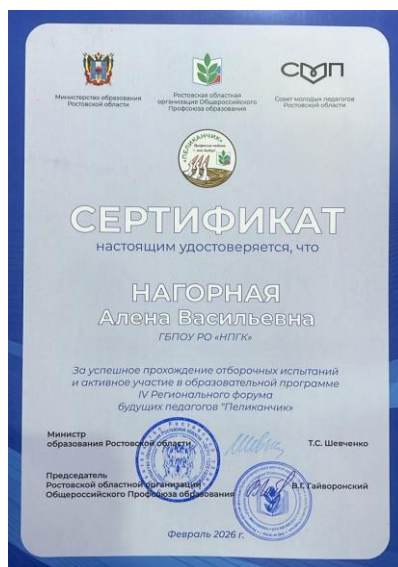 Министерство образования
Ростовской области
Ростовская областная
организация Общероссийского
Профсоюза образования
СМП
Совет молодых педагогов
Ростовской области
«ПЕЛИКАНЧИК»
СЕРТИФИКАТ
настоящим удостоверяется, что
НАГОРНАЯ
Алена Васильевна
ГБПОУ РО «НПГК»
За успешное прохождение отборочных испытаний
и активное участие в образовательной программе
IV Регионального форума
будущих педагогов "Пеликанчик»
Министр
образования Ростовской области
Т.С. Шевченко
Председатель
Ростовской областной организации
Общероссийского Профсоюза образования
В.Г. Гайворонский
Февраль 2026 г.